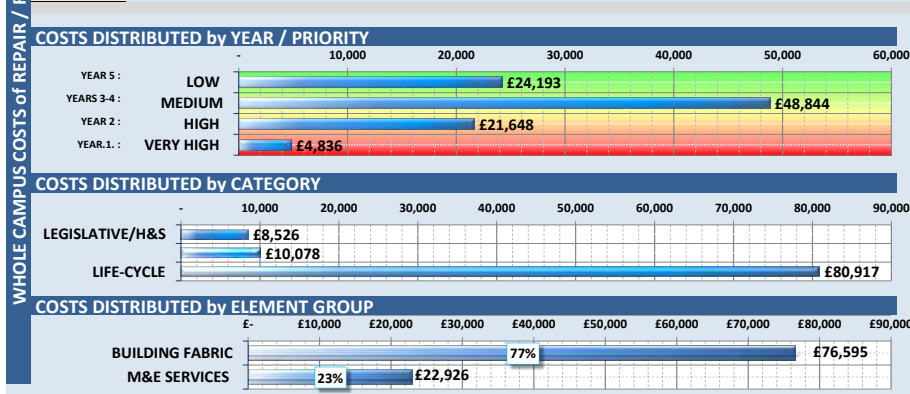 WHOLE CAMPUS COSTS of REPAIR /
COSTS DISTRIBUTED by YEAR / PRIORITY
- 10,000 20,000 30,000 40,000 50,000 60,000
YEAR 5 : LOW £24,193
YEARS 3-4 : MEDIUM £48,844
YEAR 2 : HIGH £21,648
YEAR.1. : VERY HIGH £4,836
COSTS DISTRIBUTED by CATEGORY
- 10,000 20,000 30,000 40,000 50,000 60,000 70,000 80,000 90,000
LEGISLATIVE/H&S £8,526
£10,078
LIFE-CYCLE £80,917
COSTS DISTRIBUTED by ELEMENT GROUP
£- £10,000 £20,000 £30,000 £40,000 £50,000 £60,000 £70,000 £80,000 £90,000
BUILDING FABRIC 77% £76,595
M&E SERVICES 23% £22,926